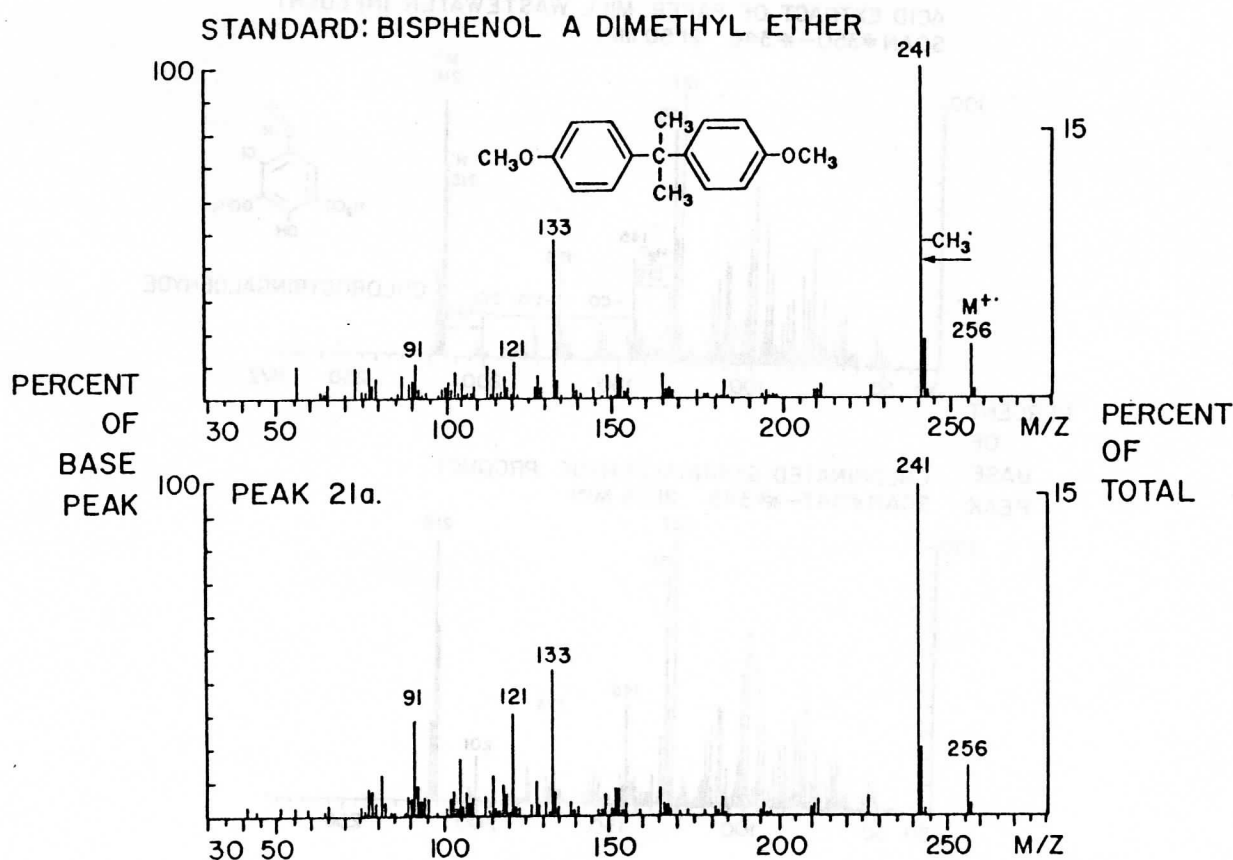 STANDARD: BISPHENOL A DIMETHYL ETHER
100
241
15
CH₃
CH₃O
C
OCH₃
CH₃
133
–CH₃·
M⁺·
256
91
121
30 50 100 150 200 250 M/Z
PERCENT
OF
BASE
PEAK
PERCENT
OF
TOTAL
100
PEAK 21a.
241
15
133
91
121
256
30 50 100 150 200 250 M/Z